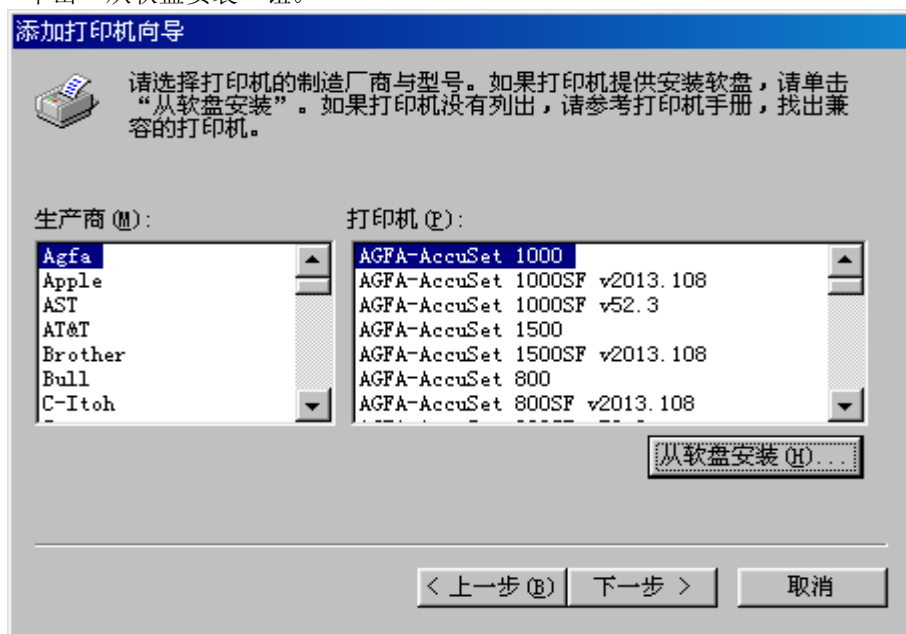 添加打印机向导
请选择打印机的制造厂商与型号。如果打印机提供安装软盘，请单击
“从软盘安装”。如果打印机没有列出，请参考打印机手册，找出兼
容的打印机。
生产商(M):
打印机(P):
Agfa
Apple
AST
AT&T
Brother
Bull
C-Itoh
AGFA-AccuSet 1000
AGFA-AccuSet 1000SF v2013.108
AGFA-AccuSet 1000SF v52.3
AGFA-AccuSet 1500
AGFA-AccuSet 1500SF v2013.108
AGFA-AccuSet 800
AGFA-AccuSet 800SF v2013.108
从软盘安装(H)...
< 上一步(B)
下一步 >
取消